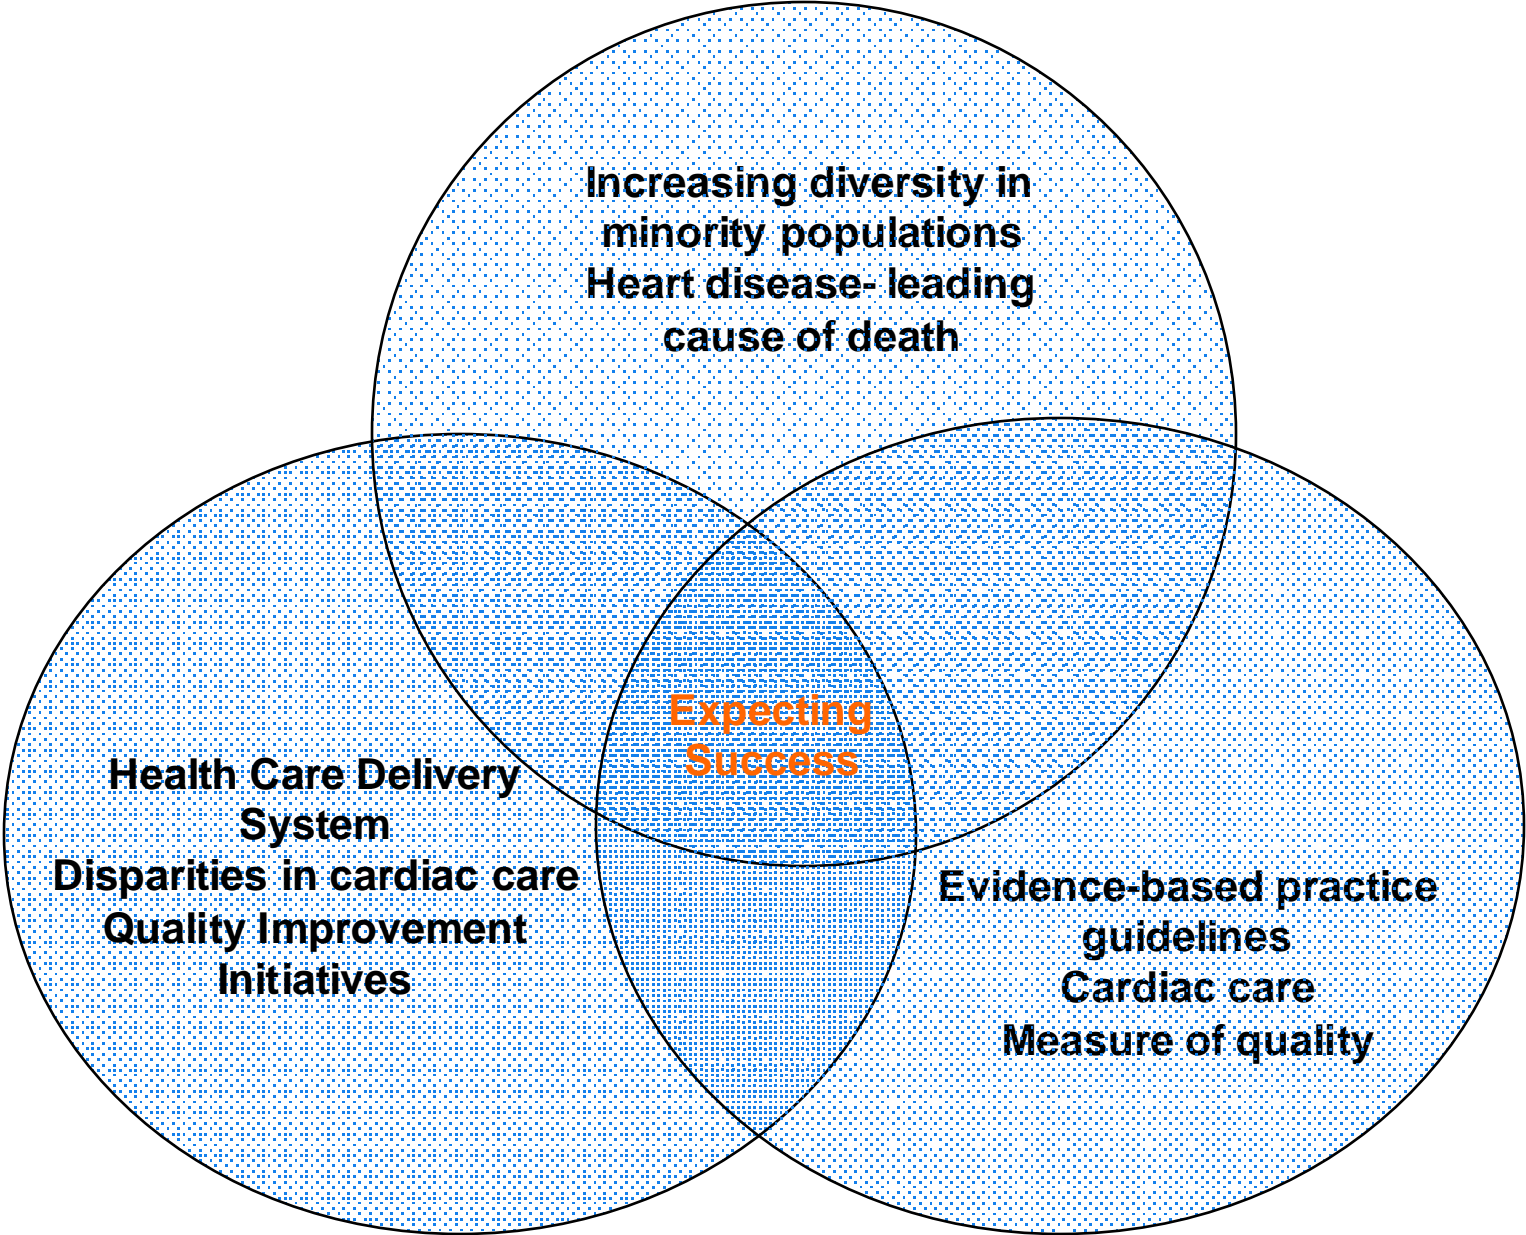 Increasing diversity in
minority populations
Heart disease- leading
cause of death
Expecting
Success
Health Care Delivery
System
Disparities in cardiac care
Quality Improvement
Initiatives
Evidence-based practice
guidelines
Cardiac care
Measure of quality